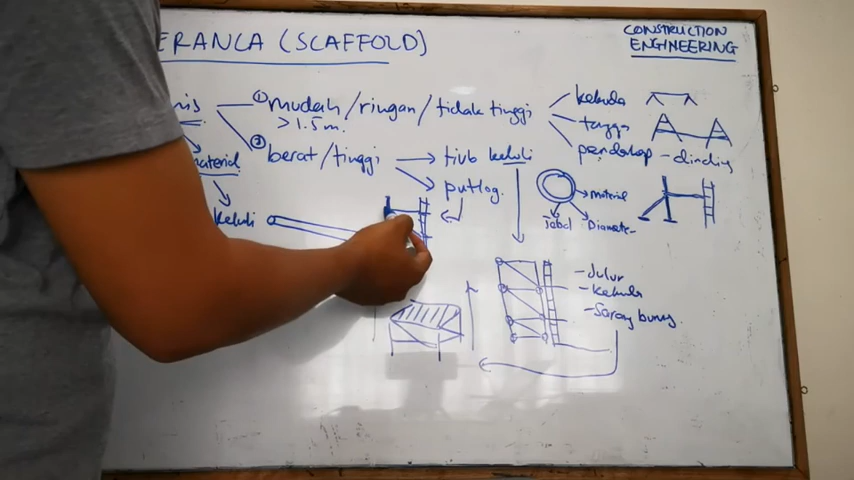 ERANCA (SCAFFOLD)
CONSTRUCTION
ENGINEERING
nis
① mudah/ringan/tidak tinggi
> 1.5 m.
kekuda
tangga
pendakap - dinding
② berat/tinggi
tiub keluli
putlog.
material
keluli
material
Tebal
Diameter
- Julur
- Kekuda
- Sarang burung